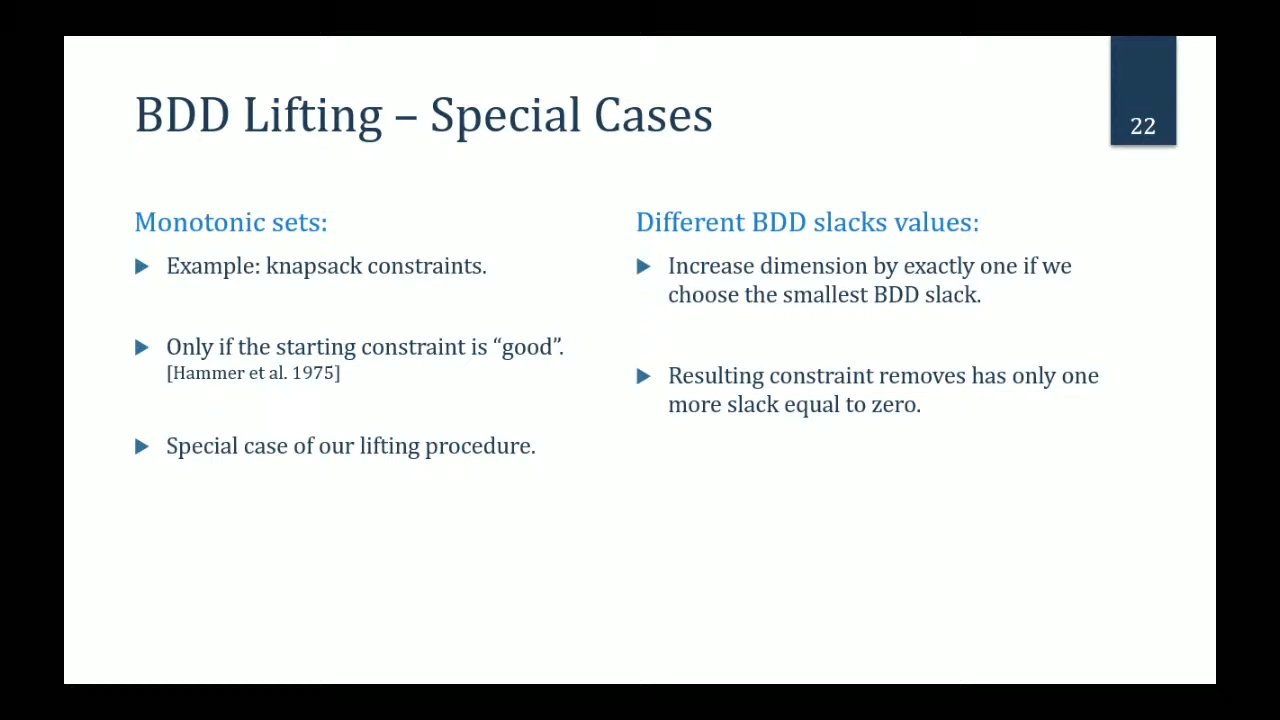 BDD Lifting – Special Cases
22
Monotonic sets:
Example: knapsack constraints.
Only if the starting constraint is “good”.
[Hammer et al. 1975]
Special case of our lifting procedure.
Different BDD slacks values:
Increase dimension by exactly one if we
choose the smallest BDD slack.
Resulting constraint removes has only one
more slack equal to zero.